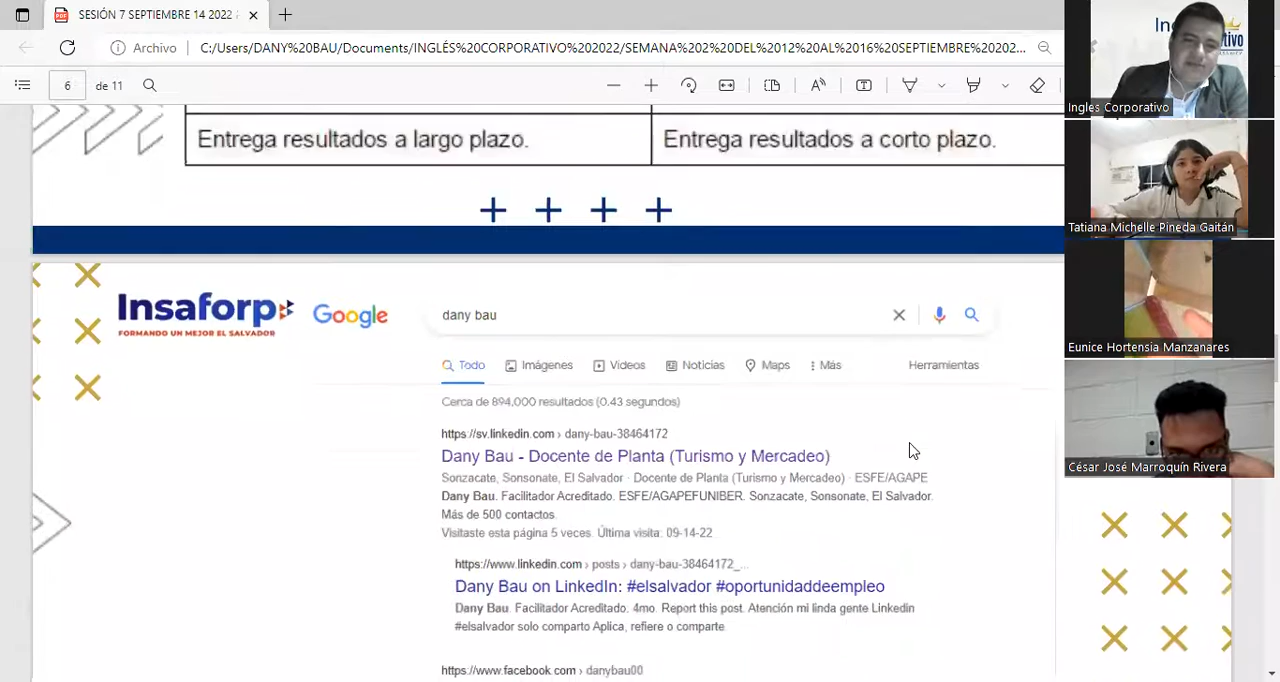 SESIÓN 7 SEPTIEMBRE 14 2022
Archivo
C:/Users/DANY%20BAU/Documents/INGLÉS%20CORPORATIVO%202022/SEMANA%202%20DEL%2012%20AL%2016%20SEPTIEMBRE%20202...
6
de 11
Entrega resultados a largo plazo.
Entrega resultados a corto plazo.
Insaforp
FORMANDO UN MEJOR EL SALVADOR
Google
dany bau
Todo
Imágenes
Videos
Noticias
Maps
Más
Herramientas
Cerca de 894,000 resultados (0.43 segundos)
https://sv.linkedin.com › dany-bau-38464172
Dany Bau - Docente de Planta (Turismo y Mercadeo)
Sonzacate, Sonsonate, El Salvador · Docente de Planta (Turismo y Mercadeo) · ESFE/AGAPE
Dany Bau. Facilitador Acreditado. ESFE/AGAPEFUNIBER. Sonzacate, Sonsonate, El Salvador.
Más de 500 contactos.
Visitaste esta página 5 veces. Última visita: 09-14-22
https://www.linkedin.com › posts › dany-bau-38464172_...
Dany Bau on LinkedIn: #elsalvador #oportunidaddeempleo
Dany Bau. Facilitador Acreditado. 4mo. Report this post. Atención mi linda gente Linkedin
#elsalvador solo comparto Aplica, refiere o comparte
https://www.facebook.com › danybau00
Ingles Corporativo
Tatiana Michelle Pineda Gaitán
Eunice Hortensia Manzanares
César José Marroquín Rivera